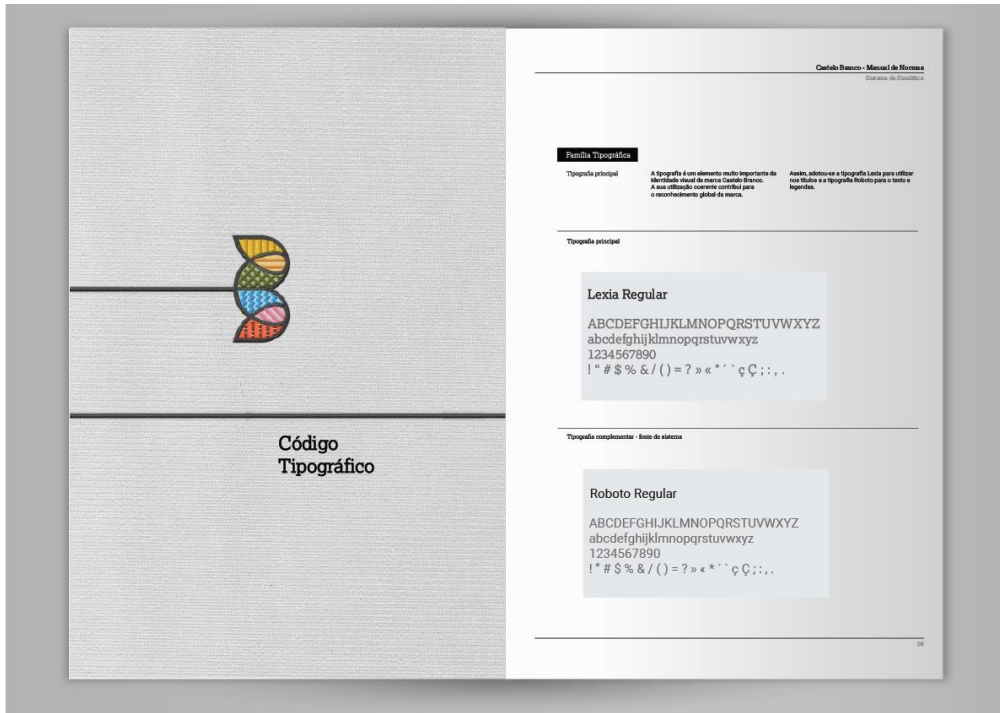 Código
Tipográfico
Castelo Branco - Manual de Normas
Sistema de Sinalética
Família Tipográfica
Tipografia principal
A tipografia é um elemento muito importante da
identidade visual da marca Castelo Branco.
A sua utilização coerente contribui para
o reconhecimento global da marca.
Assim, adotou-se a tipografia Lexia para utilizar
nos títulos e a tipografia Roboto para o texto e
legendas.
Tipografia principal
Lexia Regular
ABCDEFGHIJKLMNOPQRSTUVWXYZ
abcdefghijklmnopqrstuvwxyz
1234567890
! “ # $ % & / ( ) = ? » « * ´ ` ç Ç ; : , .
Tipografia complementar - fonte de sistema
Roboto Regular
ABCDEFGHIJKLMNOPQRSTUVWXYZ
abcdefghijklmnopqrstuvwxyz
1234567890
! " # $ % & / ( ) = ? » « * ´ ` ç Ç ; : , .